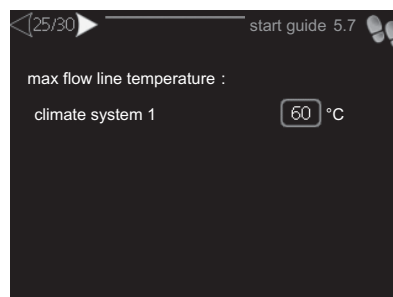 25/30 start guide 5.7
max flow line temperature :
climate system 1 60 °C